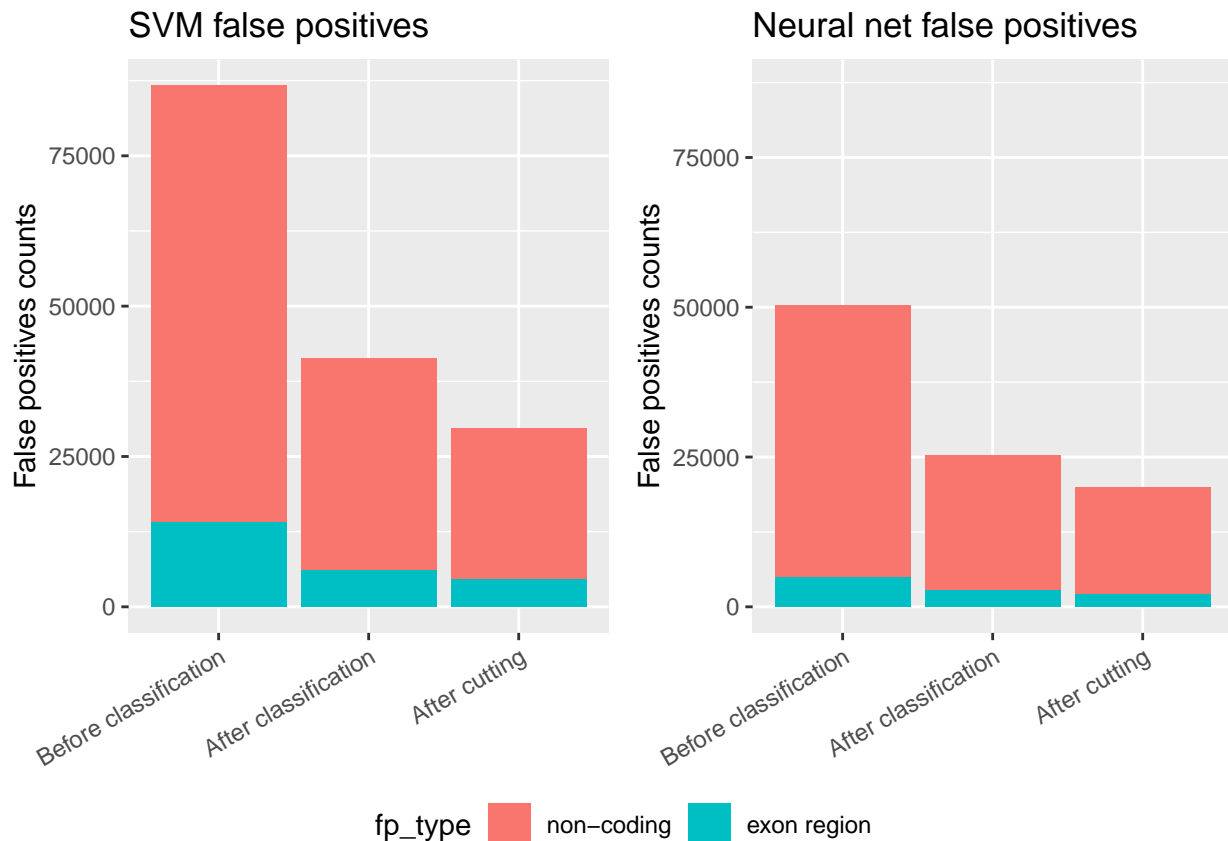 SVM false positives
False positives counts
75000
50000
25000
0
Before classification
After classification
After cutting
Neural net false positives
False positives counts
75000
50000
25000
0
Before classification
After classification
After cutting
fp_type non−coding exon region